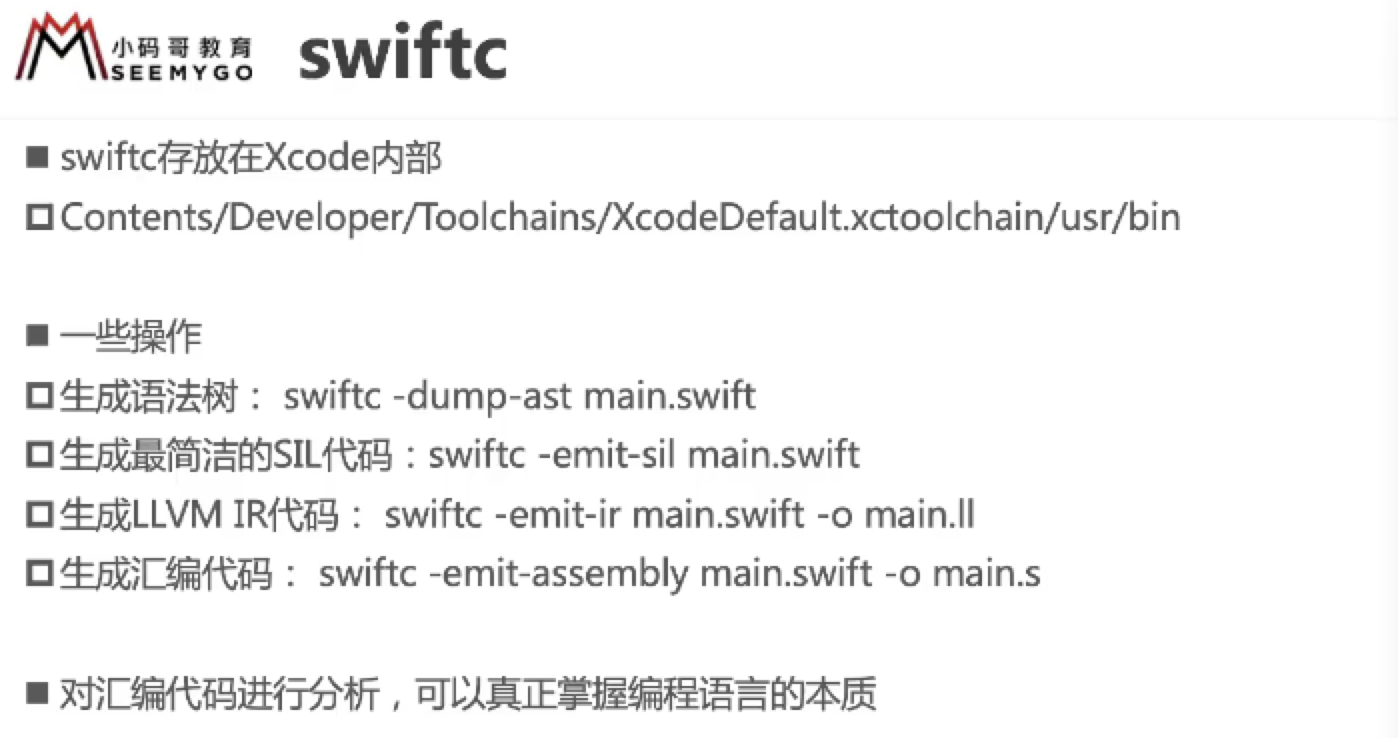 小码哥教育
SEEMYGO
swiftc
swiftc存放在Xcode内部
Contents/Developer/Toolchains/XcodeDefault.xctoolchain/usr/bin
一些操作
生成语法树： swiftc -dump-ast main.swift
生成最简洁的SIL代码：swiftc -emit-sil main.swift
生成LLVM IR代码： swiftc -emit-ir main.swift -o main.ll
生成汇编代码： swiftc -emit-assembly main.swift -o main.s
对汇编代码进行分析，可以真正掌握编程语言的本质